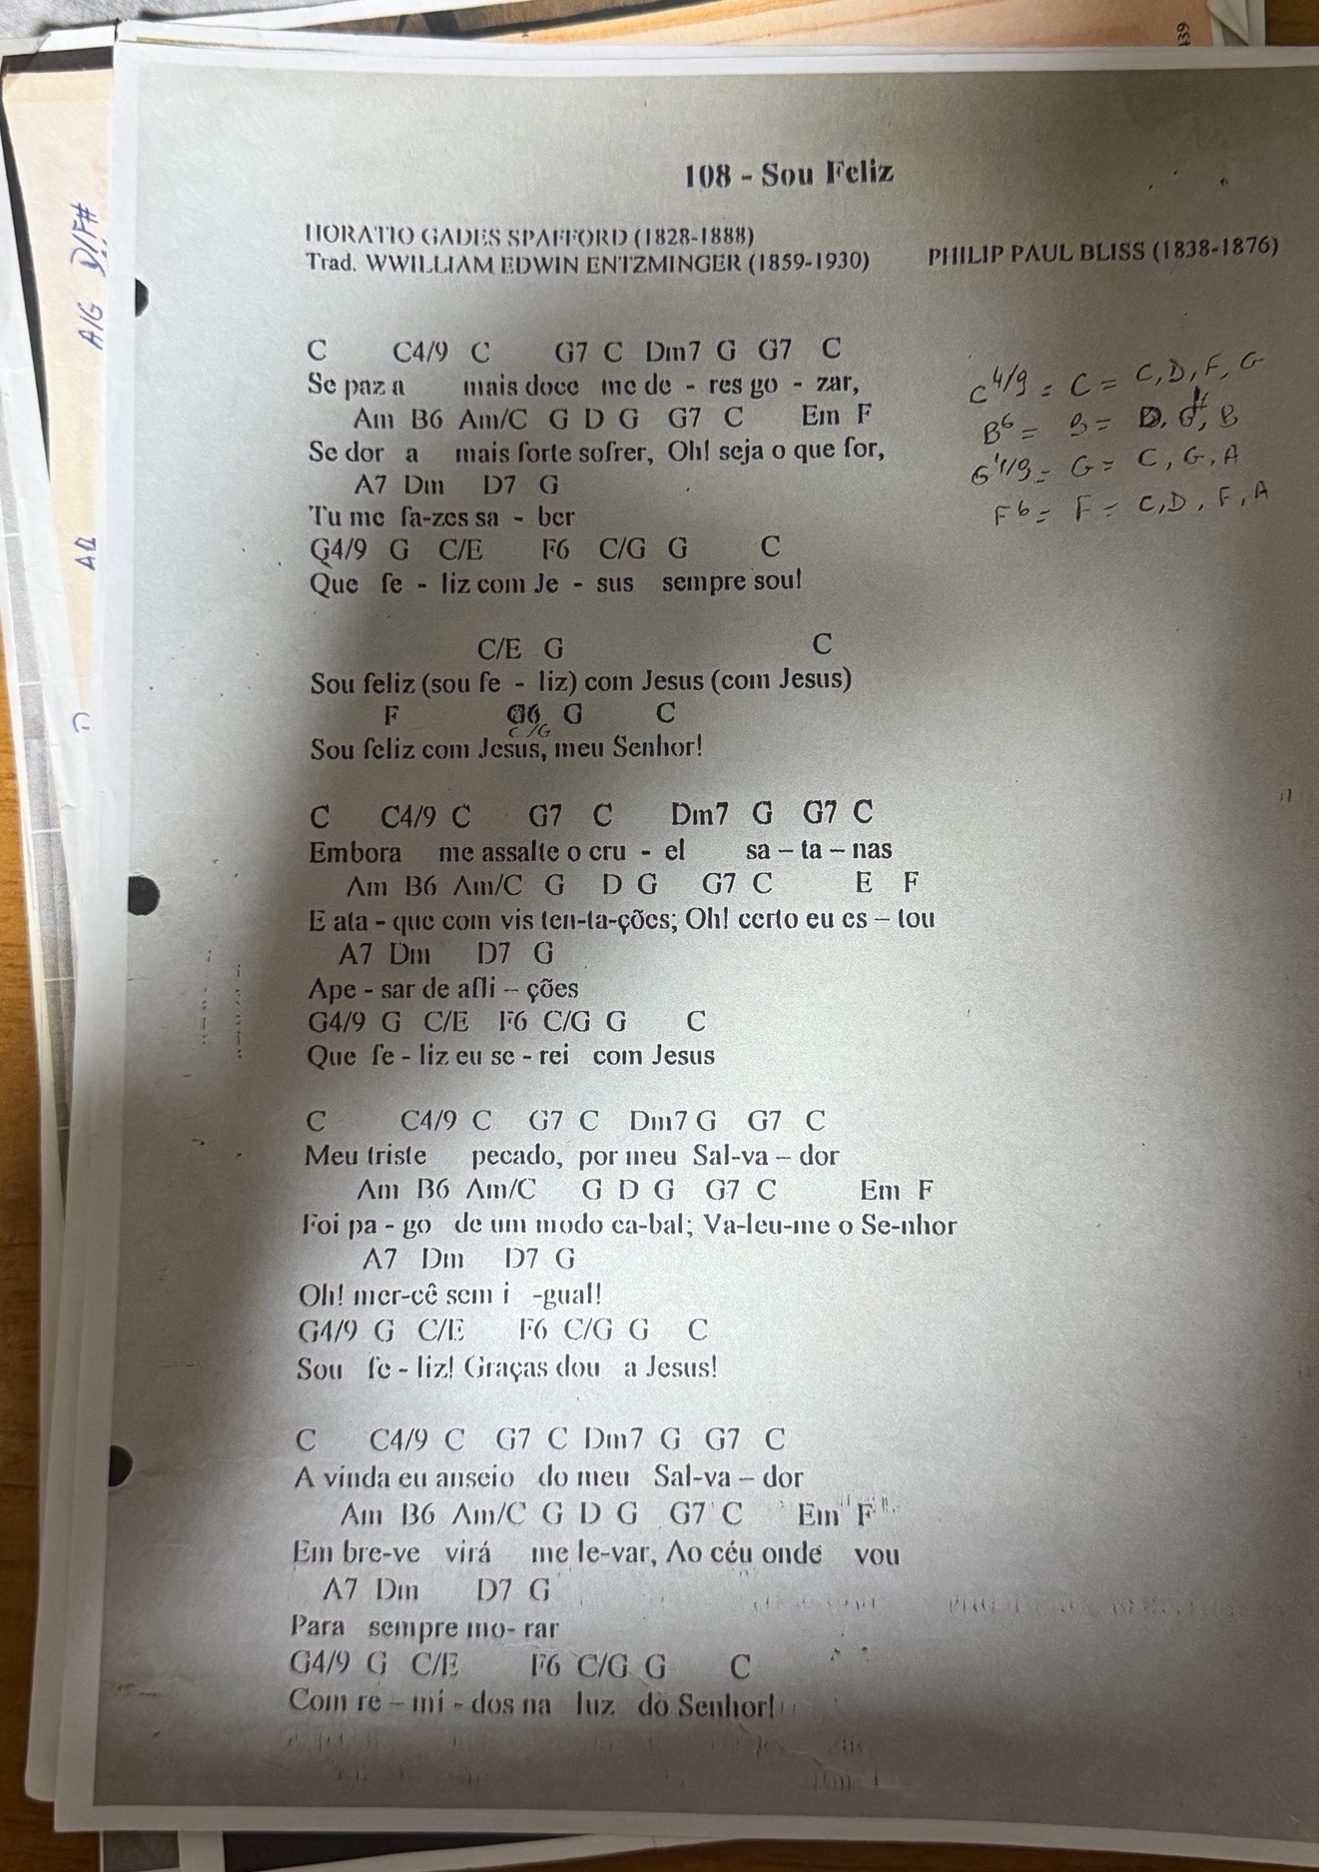 108 - Sou Feliz
HORATIO GADES SPAFFORD (1828-1888)
Trad. WWILLIAM EDWIN ENTZMINGER (1859-1930) PHILIP PAUL BLISS (1838-1876)
C C4/9 C G7 C Dm7 G G7 C
Se paz a mais doce me de - res go - zar,
Am B6 Am/C G D G G7 C Em F
Se dor a mais forte sofrer, Oh! seja o que for,
A7 Dm D7 G
Tu me fa-zes sa - ber
G4/9 G C/E F6 C/G G C
Que fe - liz com Je - sus sempre sou!
C/E G C
Sou feliz (sou fe - liz) com Jesus (com Jesus)
F G C
C/G
Sou feliz com Jesus, meu Senhor!
C C4/9 C G7 C Dm7 G G7 C
Embora me assalte o cru - el sa – ta – nas
Am B6 Am/C G D G G7 C E F
E ata - que com vis ten-ta-ções; Oh! certo eu es – tou
A7 Dm D7 G
Ape - sar de afli – ções
G4/9 G C/E F6 C/G G C
Que fe - liz eu se - rei com Jesus
C C4/9 C G7 C Dm7 G G7 C
Meu triste pecado, por meu Sal-va – dor
Am B6 Am/C G D G G7 C Em F
Foi pa - go de um modo ca-bal; Va-leu-me o Se-nhor
A7 Dm D7 G
Oh! mer-cê sem i -gual!
G4/9 G C/E F6 C/G G C
Sou fe - liz! Graças dou a Jesus!
C C4/9 C G7 C Dm7 G G7 C
A vinda eu anseio do meu Sal-va – dor
Am B6 Am/C G D G G7 C Em F
Em bre-ve virá me le-var, Ao céu onde vou
A7 Dm D7 G
Para sempre mo- rar
G4/9 G C/E F6 C/G G C
Com re – mi - dos na luz do Senhor!
C4/9 = C = C, D, F, G
B6 = B = D, G#, B
G4/9 = G = C, G, A
F6 = F = C, D, F, A
A/G D/F#
439